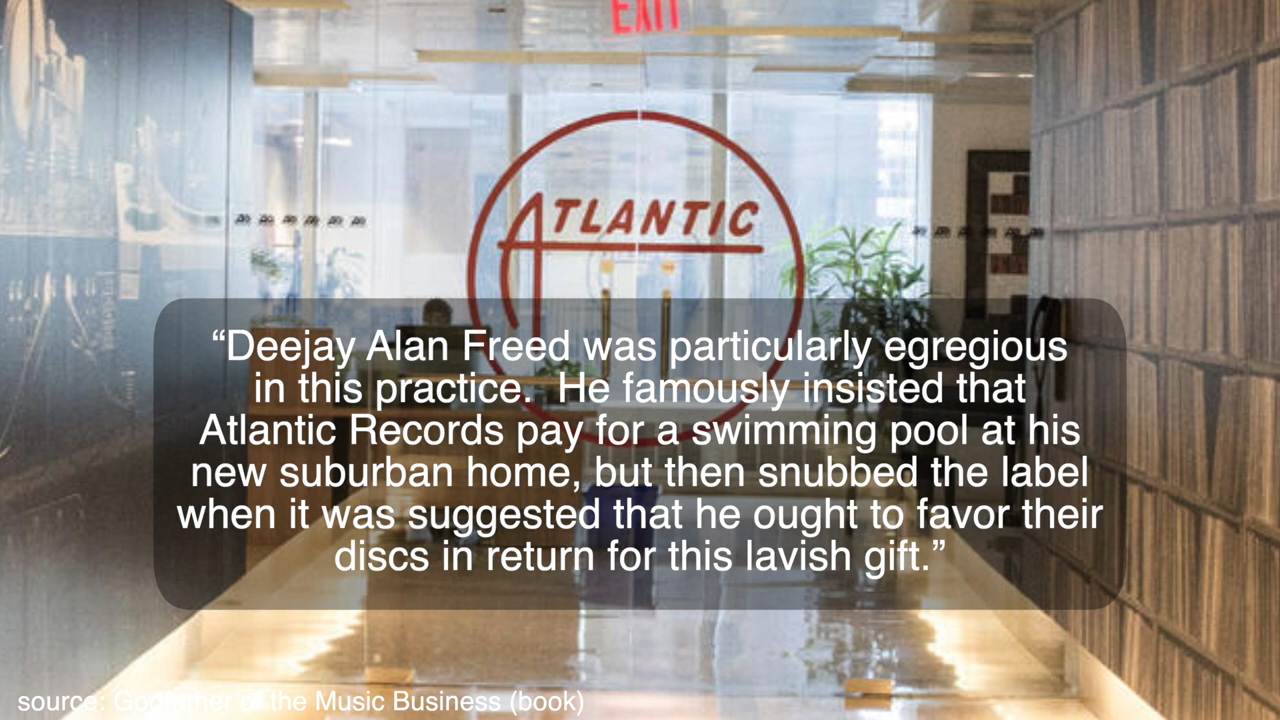 EXIT
ATLANTIC
“Deejay Alan Freed was particularly egregious
in this practice.  He famously insisted that
Atlantic Records pay for a swimming pool at his
new suburban home, but then snubbed the label
when it was suggested that he ought to favor their
discs in return for this lavish gift.”
source: Godfather of the Music Business (book)